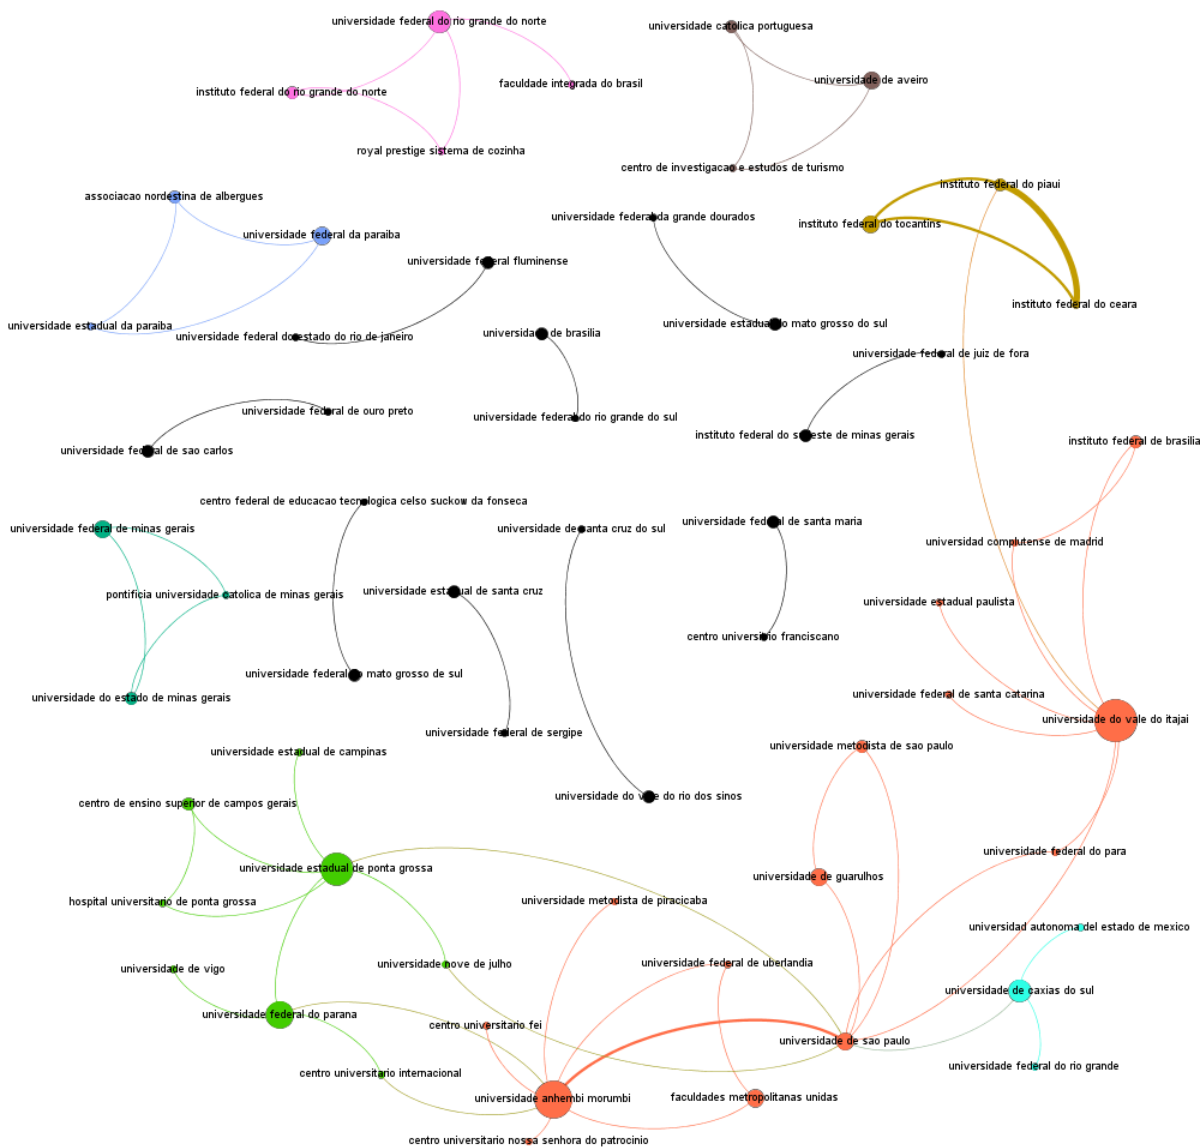 universidade federal do rio grande do norte
universidade catolica portuguesa
universidade de aveiro
faculdade integrada do brasil
instituto federal do rio grande do norte
royal prestige sistema de cozinha
centro de investigacao e estudos de turismo
instituto federal do piaui
associacao nordestina de albergues
universidade federal da grande dourados
instituto federal do tocantins
universidade federal da paraiba
universidade federal fluminense
instituto federal do ceara
universidade estadual da paraiba
universidade federal do estado do rio de janeiro
universidade de brasilia
universidade estadual do mato grosso do sul
universidade federal de juiz de fora
universidade federal de ouro preto
universidade federal do rio grande do sul
instituto federal do sudeste de minas gerais
instituto federal de brasilia
universidade federal de sao carlos
centro federal de educacao tecnologica celso suckow da fonseca
universidade federal de minas gerais
universidade de santa cruz do sul
universidade federal de santa maria
universidad complutense de madrid
pontificia universidade catolica de minas gerais
universidade estadual de santa cruz
universidade estadual paulista
centro universitario franciscano
universidade federal do mato grosso de sul
universidade do estado de minas gerais
universidade federal de santa catarina
universidade do vale do itajai
universidade federal de sergipe
universidade estadual de campinas
universidade metodista de sao paulo
centro de ensino superior de campos gerais
universidade do vale do rio dos sinos
universidade federal do para
universidade estadual de ponta grossa
universidade de guarulhos
hospital universitario de ponta grossa
universidade metodista de piracicaba
universidad autonoma del estado de mexico
universidade de vigo
universidade nove de julho
universidade federal de uberlandia
universidade de caxias do sul
universidade federal do parana
centro universitario fei
universidade de sao paulo
centro universitario internacional
universidade federal do rio grande
universidade anhembi morumbi
faculdades metropolitanas unidas
centro universitario nossa senhora do patrocinio